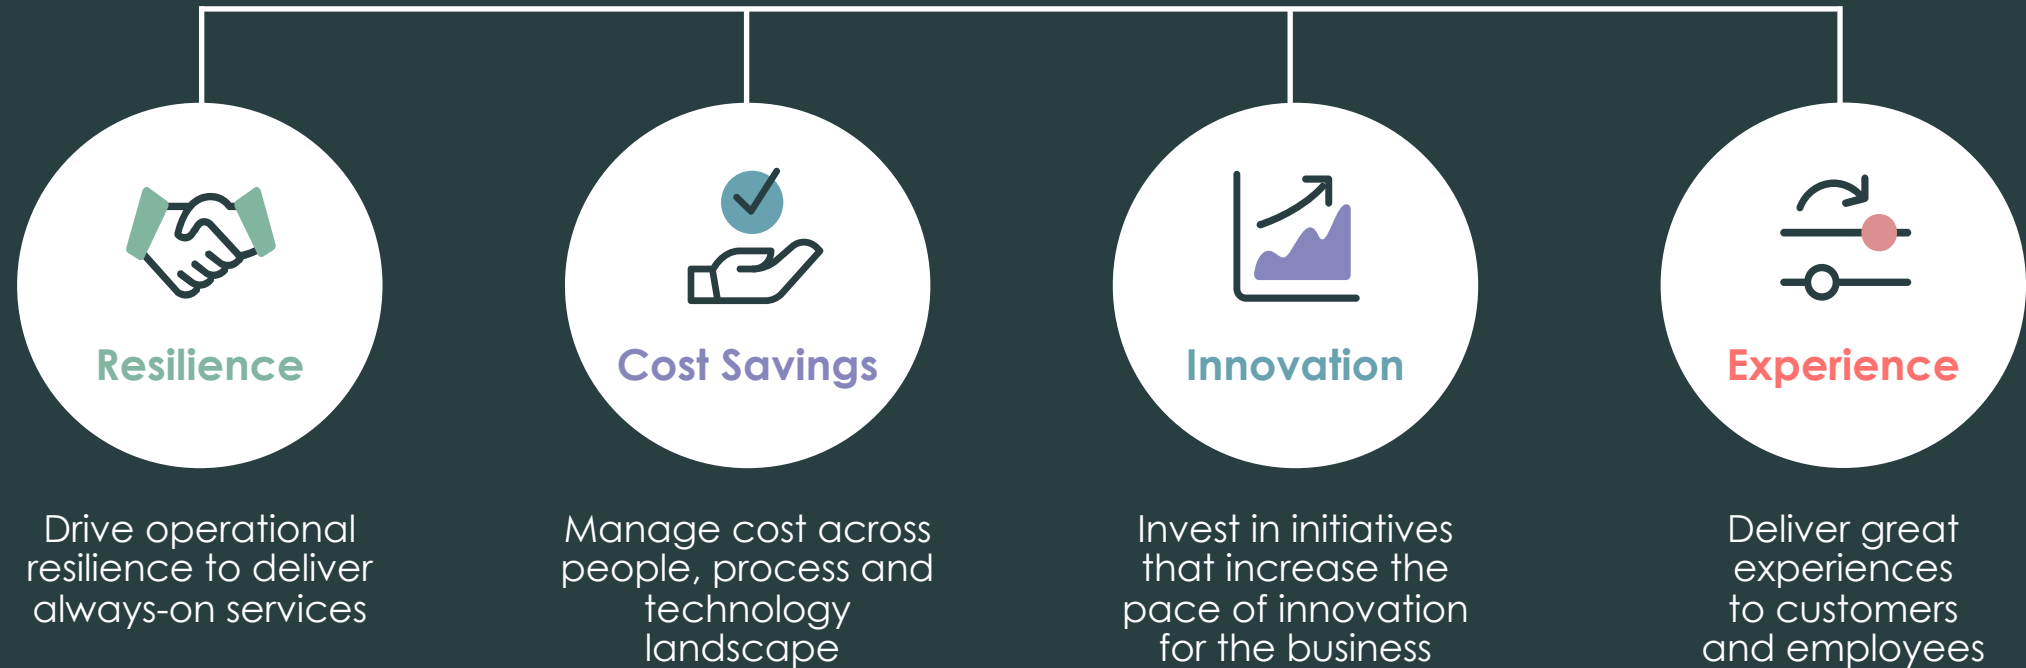 Resilience
Drive operational
resilience to deliver
always-on services
Cost Savings
Manage cost across
people, process and
technology
landscape
Innovation
Invest in initiatives
that increase the
pace of innovation
for the business
Experience
Deliver great
experiences
to customers
and employees